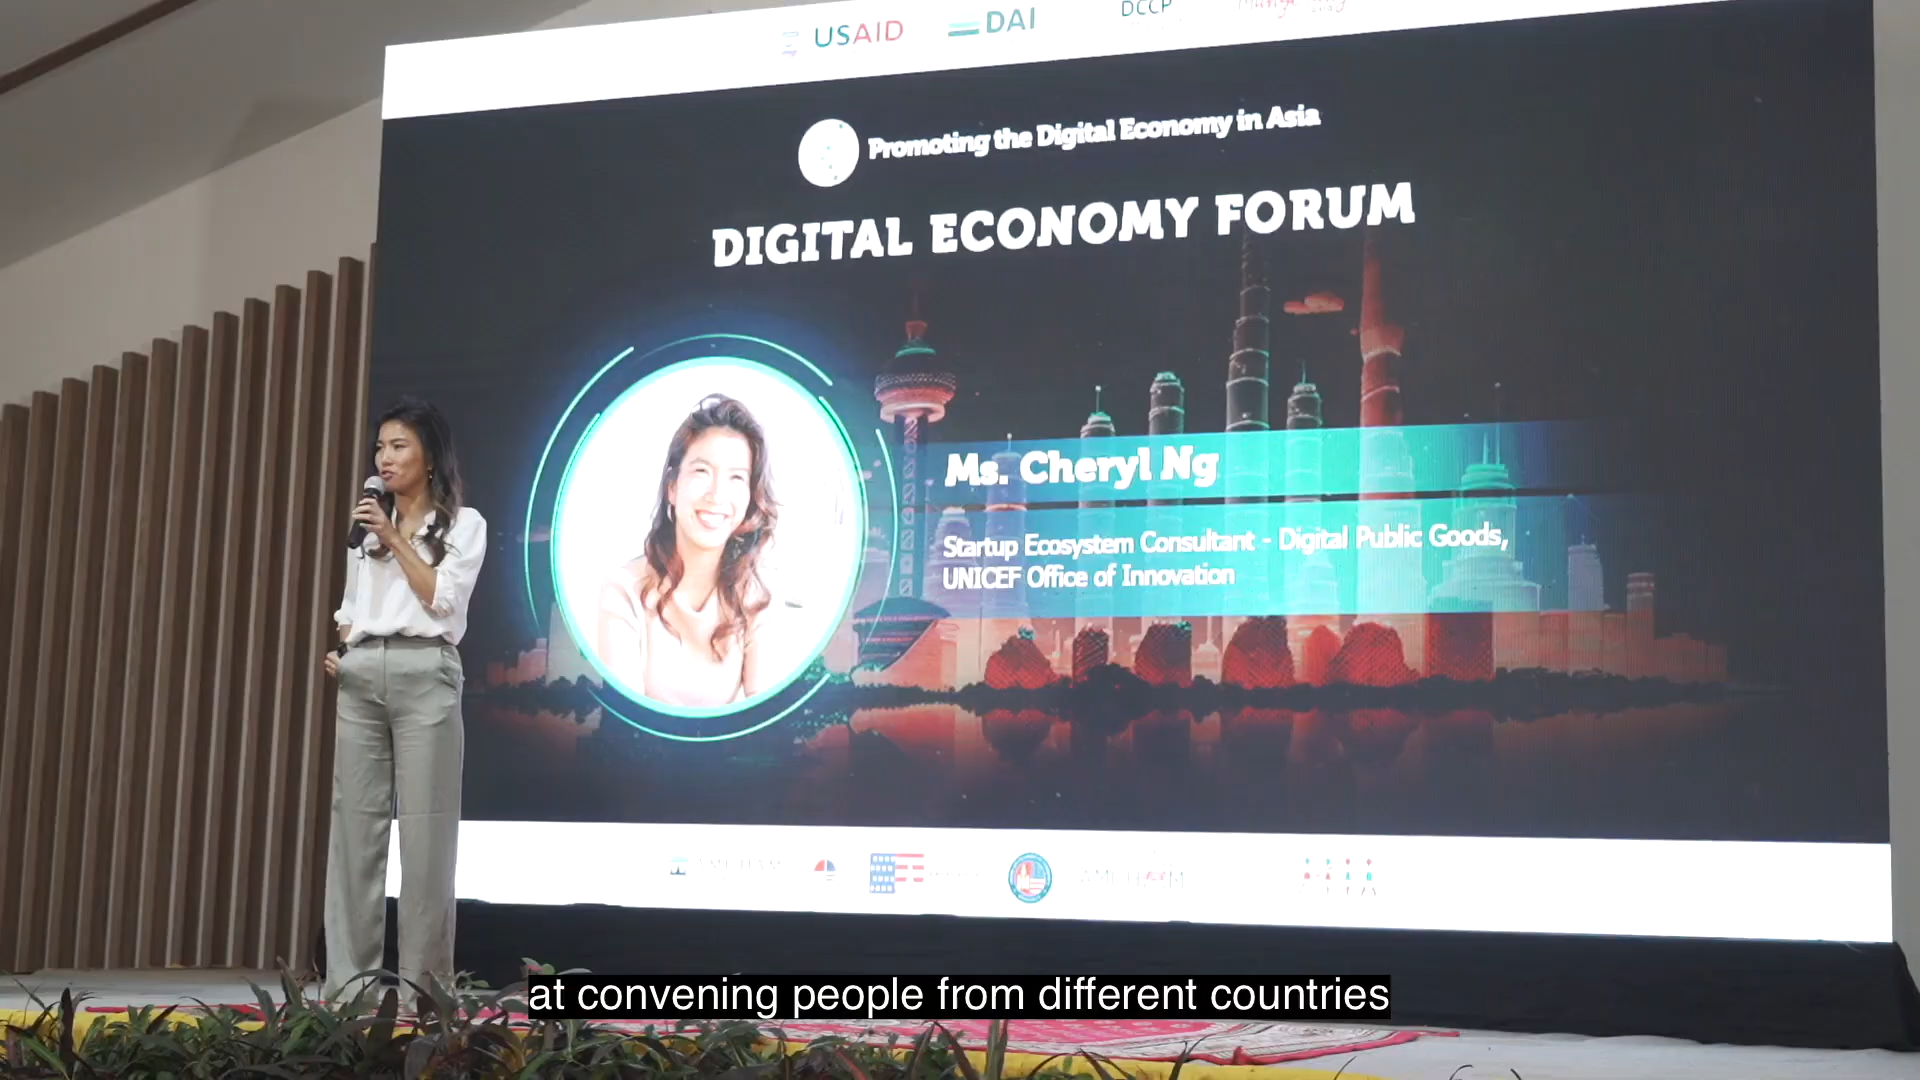 USAID
DAI
DCCP
Promoting the Digital Economy in Asia
DIGITAL ECONOMY FORUM
Ms. Cheryl Ng
Startup Ecosystem Consultant - Digital Public Goods,
UNICEF Office of Innovation
at convening people from different countries